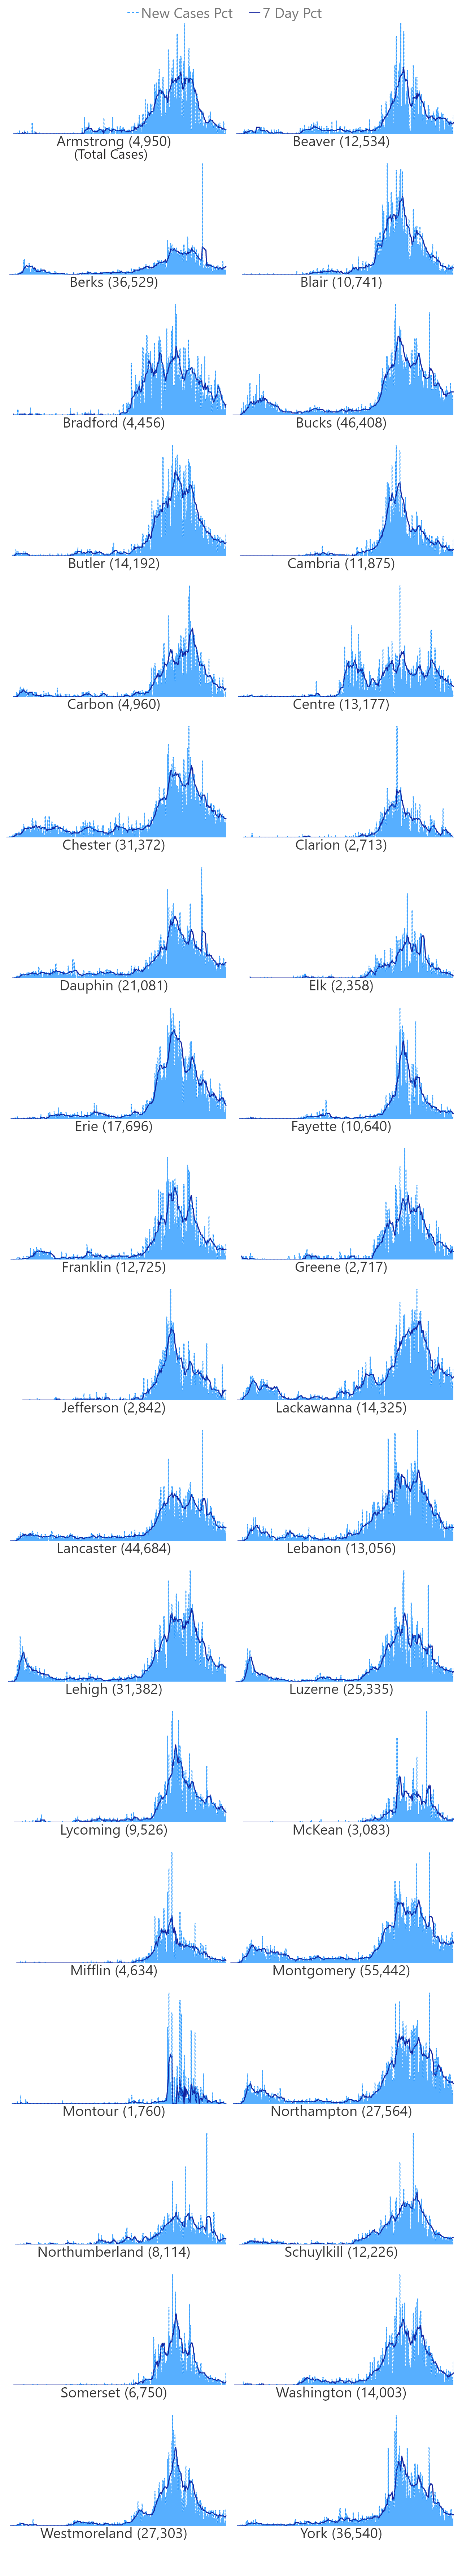 New Cases Pct 7 Day Pct
Armstrong (4,950) Beaver (12,534)
(Total Cases)
Berks (36,529) Blair (10,741)
Bradford (4,456) Bucks (46,408)
Butler (14,192) Cambria (11,875)
Carbon (4,960) Centre (13,177)
Chester (31,372) Clarion (2,713)
Dauphin (21,081) Elk (2,358)
Erie (17,696) Fayette (10,640)
Franklin (12,725) Greene (2,717)
Jefferson (2,842) Lackawanna (14,325)
Lancaster (44,684) Lebanon (13,056)
Lehigh (31,382) Luzerne (25,335)
Lycoming (9,526) McKean (3,083)
Mifflin (4,634) Montgomery (55,442)
Montour (1,760) Northampton (27,564)
Northumberland (8,114) Schuylkill (12,226)
Somerset (6,750) Washington (14,003)
Westmoreland (27,303) York (36,540)